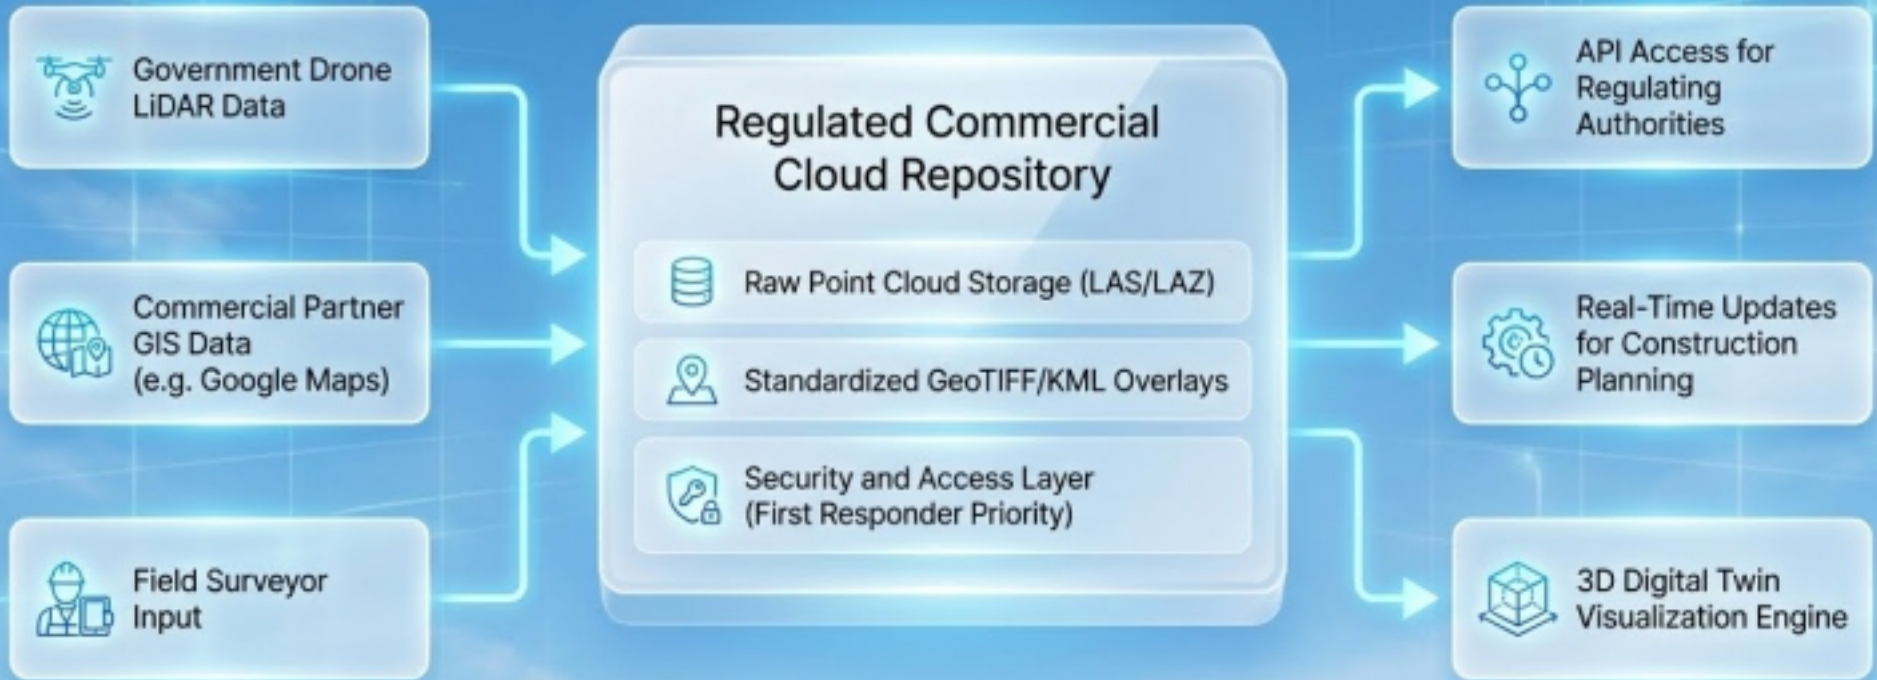 Government Drone
LiDAR Data
Commercial Partner
GIS Data
(e.g. Google Maps)
Field Surveyor
Input
Regulated Commercial
Cloud Repository
Raw Point Cloud Storage (LAS/LAZ)
Standardized GeoTIFF/KML Overlays
Security and Access Layer
(First Responder Priority)
API Access for
Regulating
Authorities
Real-Time Updates
for Construction
Planning
3D Digital Twin
Visualization Engine